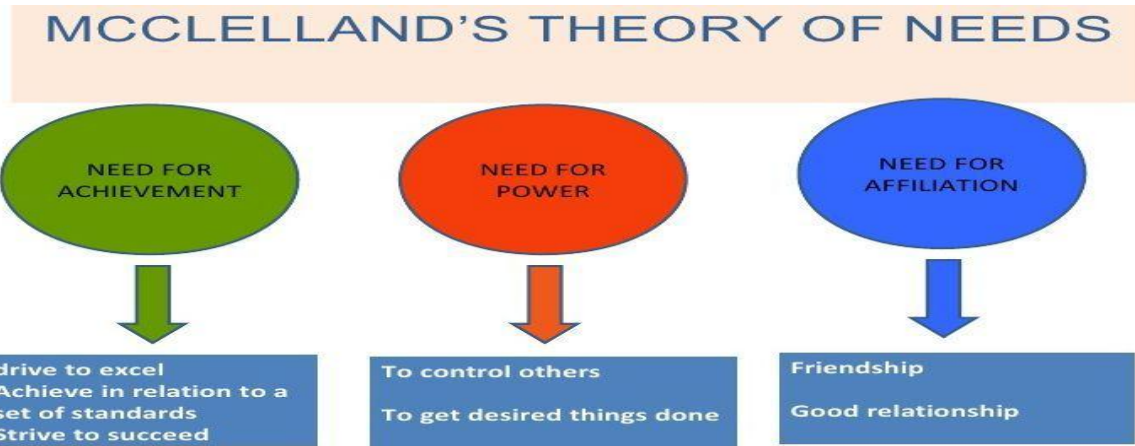 MCCLELLAND'S THEORY OF NEEDS
NEED FOR
ACHIEVEMENT
NEED FOR
POWER
NEED FOR
AFFILIATION
drive to excel
Achieve in relation to a
set of standards
Strive to succeed
To control others
To get desired things done
Friendship
Good relationship